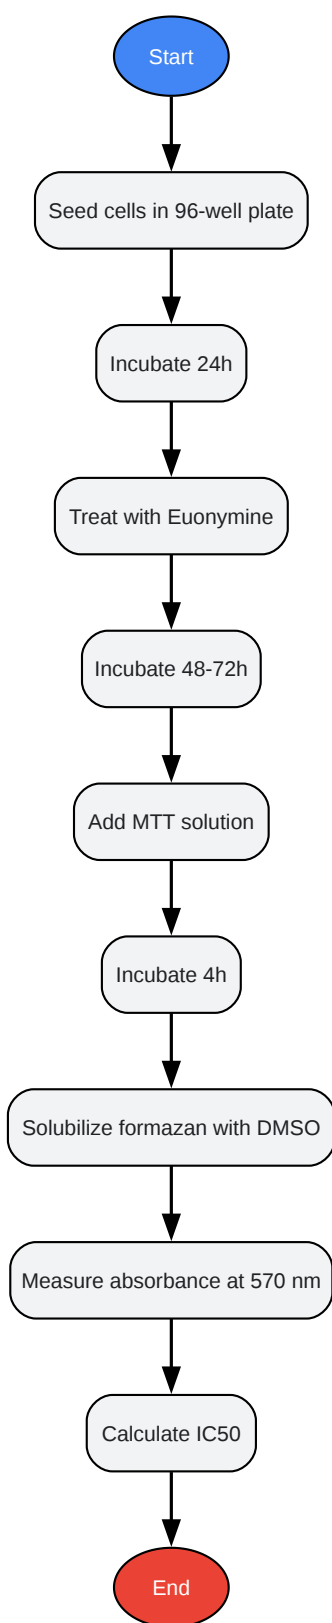 Start
Seed cells in 96-well plate
Incubate 24h
Treat with Euonymine
Incubate 48-72h
Add MTT solution
Incubate 4h
Solubilize formazan with DMSO
Measure absorbance at 570 nm
Calculate IC50
End